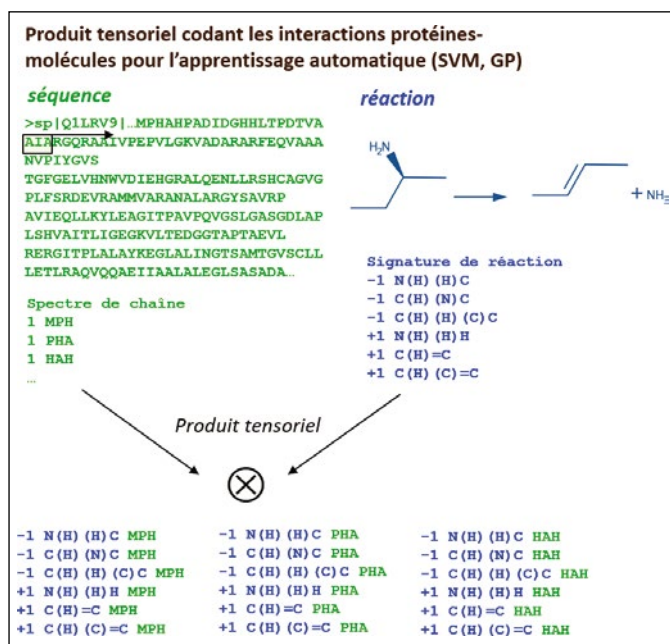 Produit tensoriel codant les interactions protéines-
molécules pour l'apprentissage automatique (SVM, GP)
séquence
>sp|Q1LRV9|…MPHAHPADIDGHHLTPDTVA
AIARGQRAAIVPEPVLGKVADARARFEQVAAA
NVPIYGVS
TGFGELVHNWVDIEHGRALQENLLRSHCAGVG
PLFSRDEVRAMMVARANALARGYSAVRP
AVIEQLLKYLEAGITPAVPQVGSLGASGDLAP
LSHVAITLIGEGKVLTEDGGTAPTAEVL
RERGITPLALAYKEGLALINGTSAMTGVSCLL
LETLRAQVQQAEIIAALALEGLSASADA…
Spectre de chaîne
1 MPH
1 PHA
1 HAH
…
réaction
H₂N
+ NH₃
Signature de réaction
-1 N(H)(H)C
-1 C(H)(N)C
-1 C(H)(H)(C)C
+1 N(H)(H)H
+1 C(H)=C
+1 C(H)(C)=C
Produit tensoriel
-1 N(H)(H)C MPH
-1 C(H)(N)C MPH
-1 C(H)(H)(C)C MPH
+1 N(H)(H)H MPH
+1 C(H)=C MPH
+1 C(H)(C)=C MPH
-1 N(H)(H)C PHA
-1 C(H)(N)C PHA
-1 C(H)(H)(C)C PHA
+1 N(H)(H)H PHA
+1 C(H)=C PHA
+1 C(H)(C)=C PHA
-1 N(H)(H)C HAH
-1 C(H)(N)C HAH
-1 C(H)(H)(C)C HAH
+1 N(H)(H)H HAH
+1 C(H)=C HAH
+1 C(H)(C)=C HAH